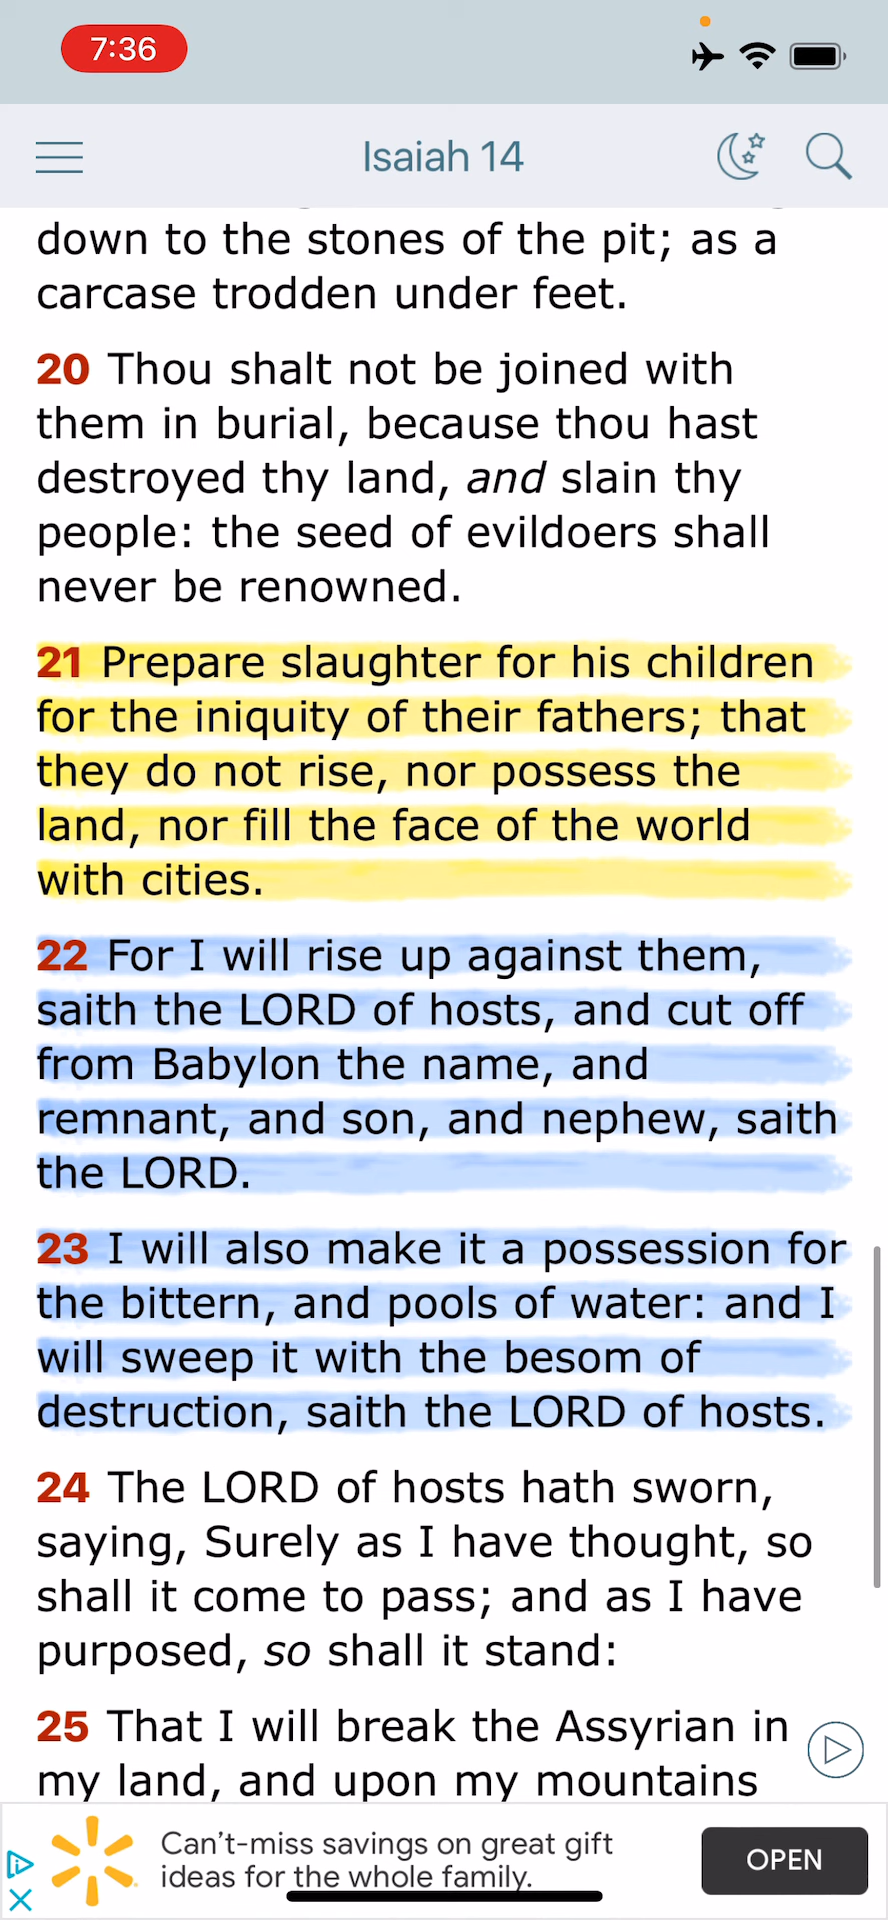 7:36
Isaiah 14
down to the stones of the pit; as a
carcase trodden under feet.
20 Thou shalt not be joined with
them in burial, because thou hast
destroyed thy land, and slain thy
people: the seed of evildoers shall
never be renowned.
21 Prepare slaughter for his children
for the iniquity of their fathers; that
they do not rise, nor possess the
land, nor fill the face of the world
with cities.
22 For I will rise up against them,
saith the LORD of hosts, and cut off
from Babylon the name, and
remnant, and son, and nephew, saith
the LORD.
23 I will also make it a possession for
the bittern, and pools of water: and I
will sweep it with the besom of
destruction, saith the LORD of hosts.
24 The LORD of hosts hath sworn,
saying, Surely as I have thought, so
shall it come to pass; and as I have
purposed, so shall it stand:
25 That I will break the Assyrian in
my land, and upon my mountains
Can't-miss savings on great gift
ideas for the whole family.
OPEN